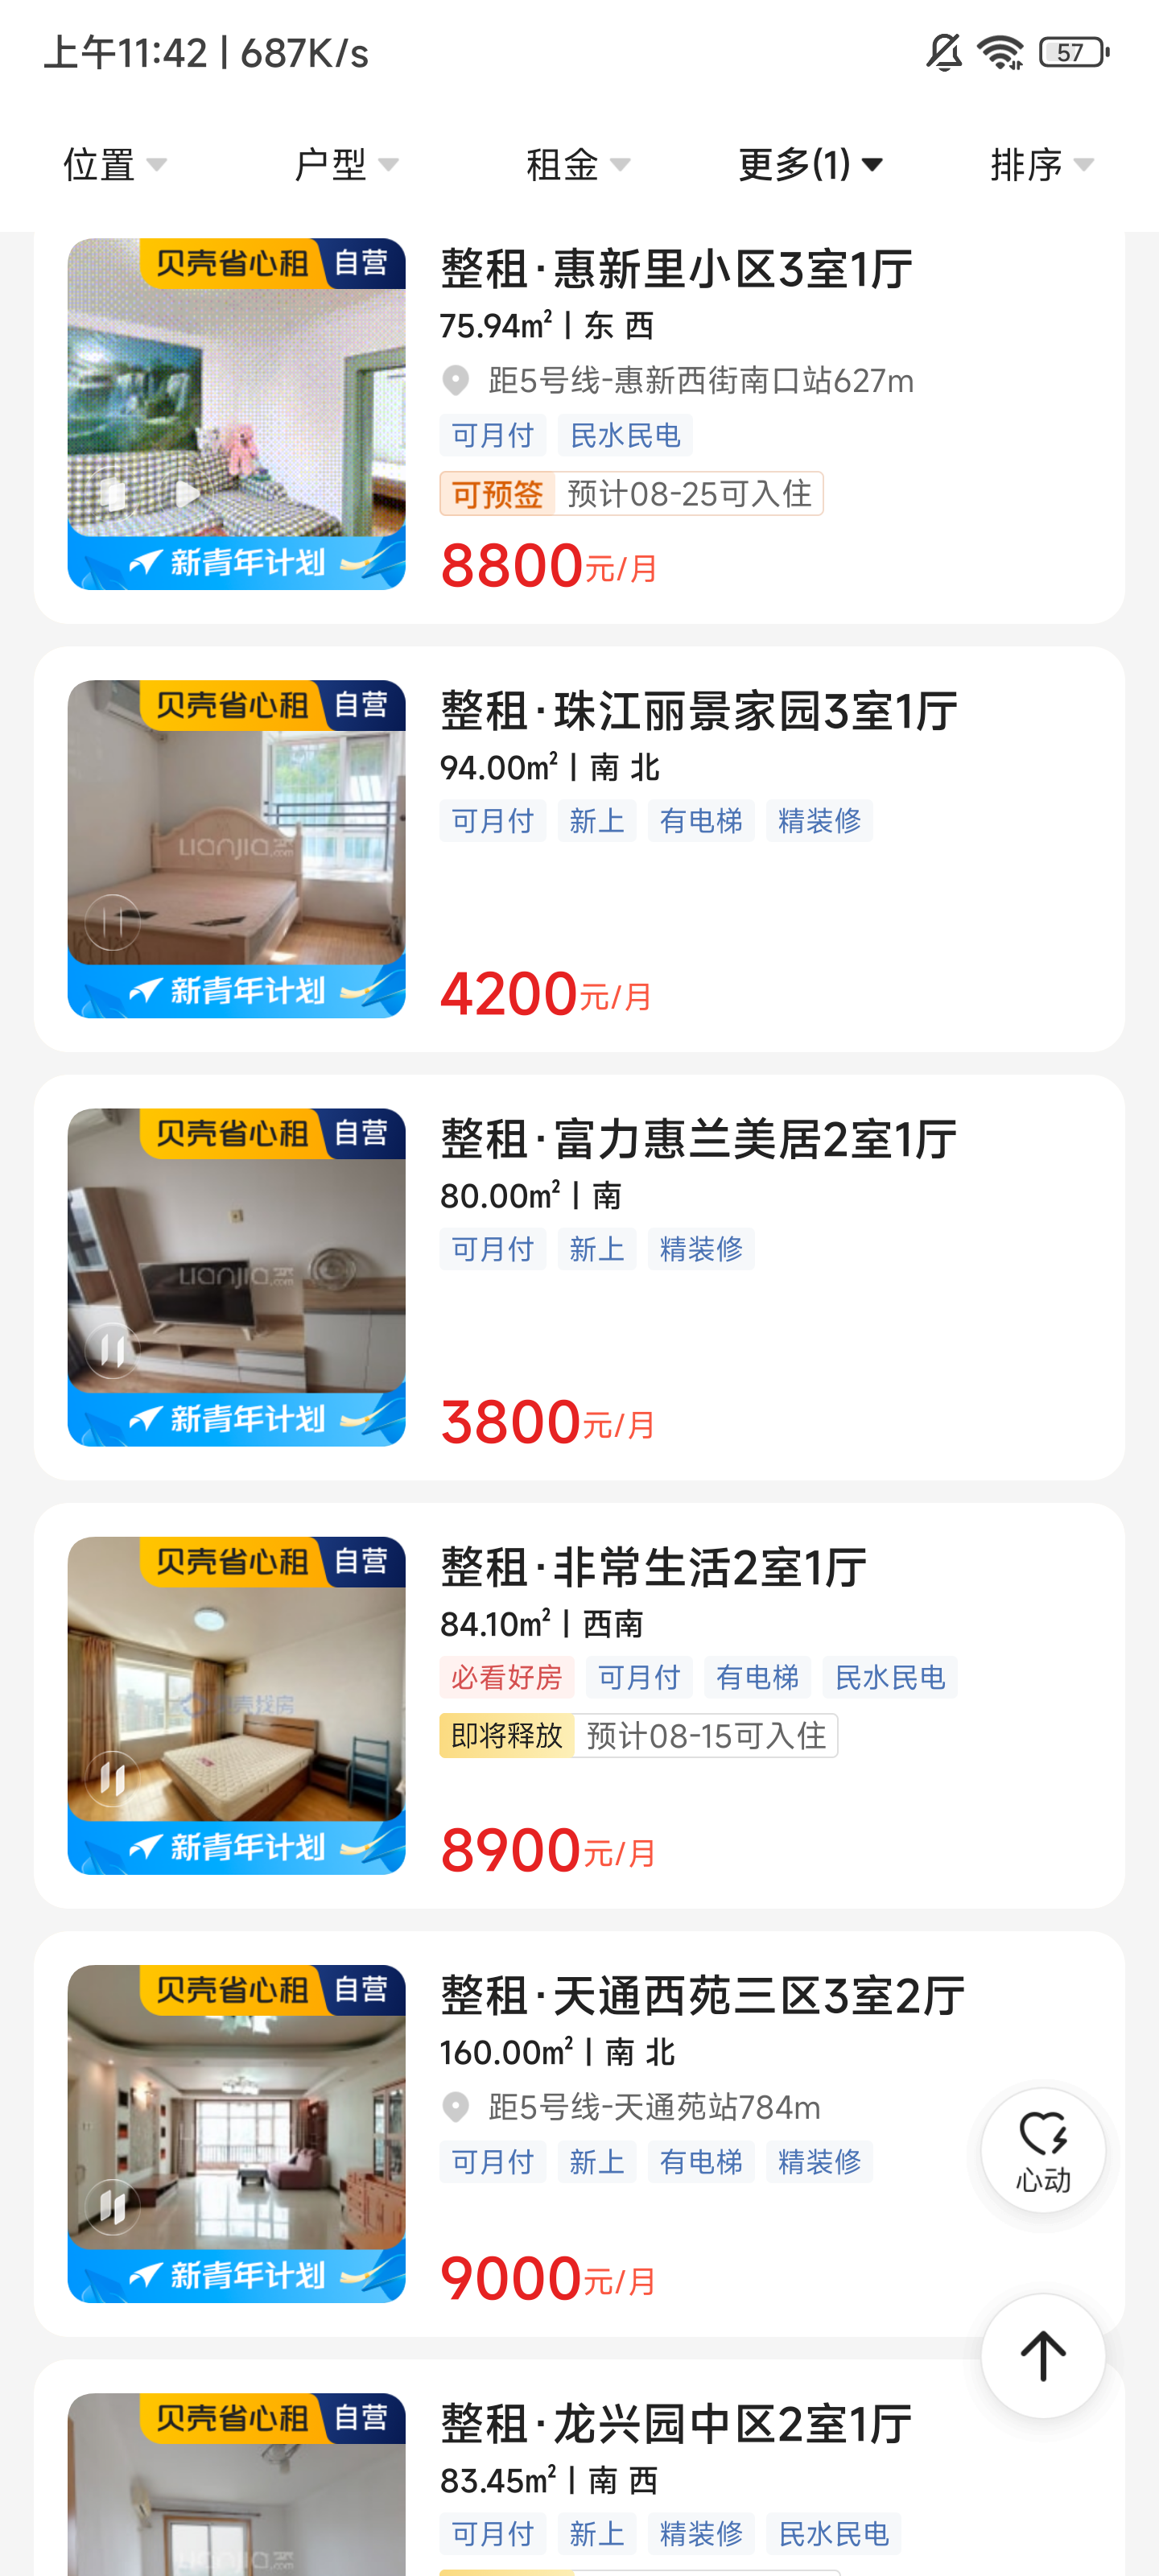 上午11:42 | 687K/s
57
位置
户型
租金
更多(1)
排序
贝壳省心租 自营
整租·惠新里小区3室1厅
75.94m² | 东 西
距5号线-惠新西街南口站627m
可月付 民水民电
可预签 预计08-25可入住
新青年计划
8800元/月
贝壳省心租 自营
整租·珠江丽景家园3室1厅
94.00m² | 南 北
可月付 新上 有电梯 精装修
Lianjia.com
新青年计划
4200元/月
贝壳省心租 自营
整租·富力惠兰美居2室1厅
80.00m² | 南
可月付 新上 精装修
Lianjia.com
新青年计划
3800元/月
贝壳省心租 自营
整租·非常生活2室1厅
84.10m² | 西南
必看好房 可月付 有电梯 民水民电
贝壳找房
即将释放 预计08-15可入住
新青年计划
8900元/月
贝壳省心租 自营
整租·天通西苑三区3室2厅
160.00m² | 南 北
距5号线-天通苑站784m
可月付 新上 有电梯 精装修
心动
新青年计划
9000元/月
贝壳省心租 自营
整租·龙兴园中区2室1厅
83.45m² | 南 西
可月付 新上 精装修 民水民电
Lianjia.com